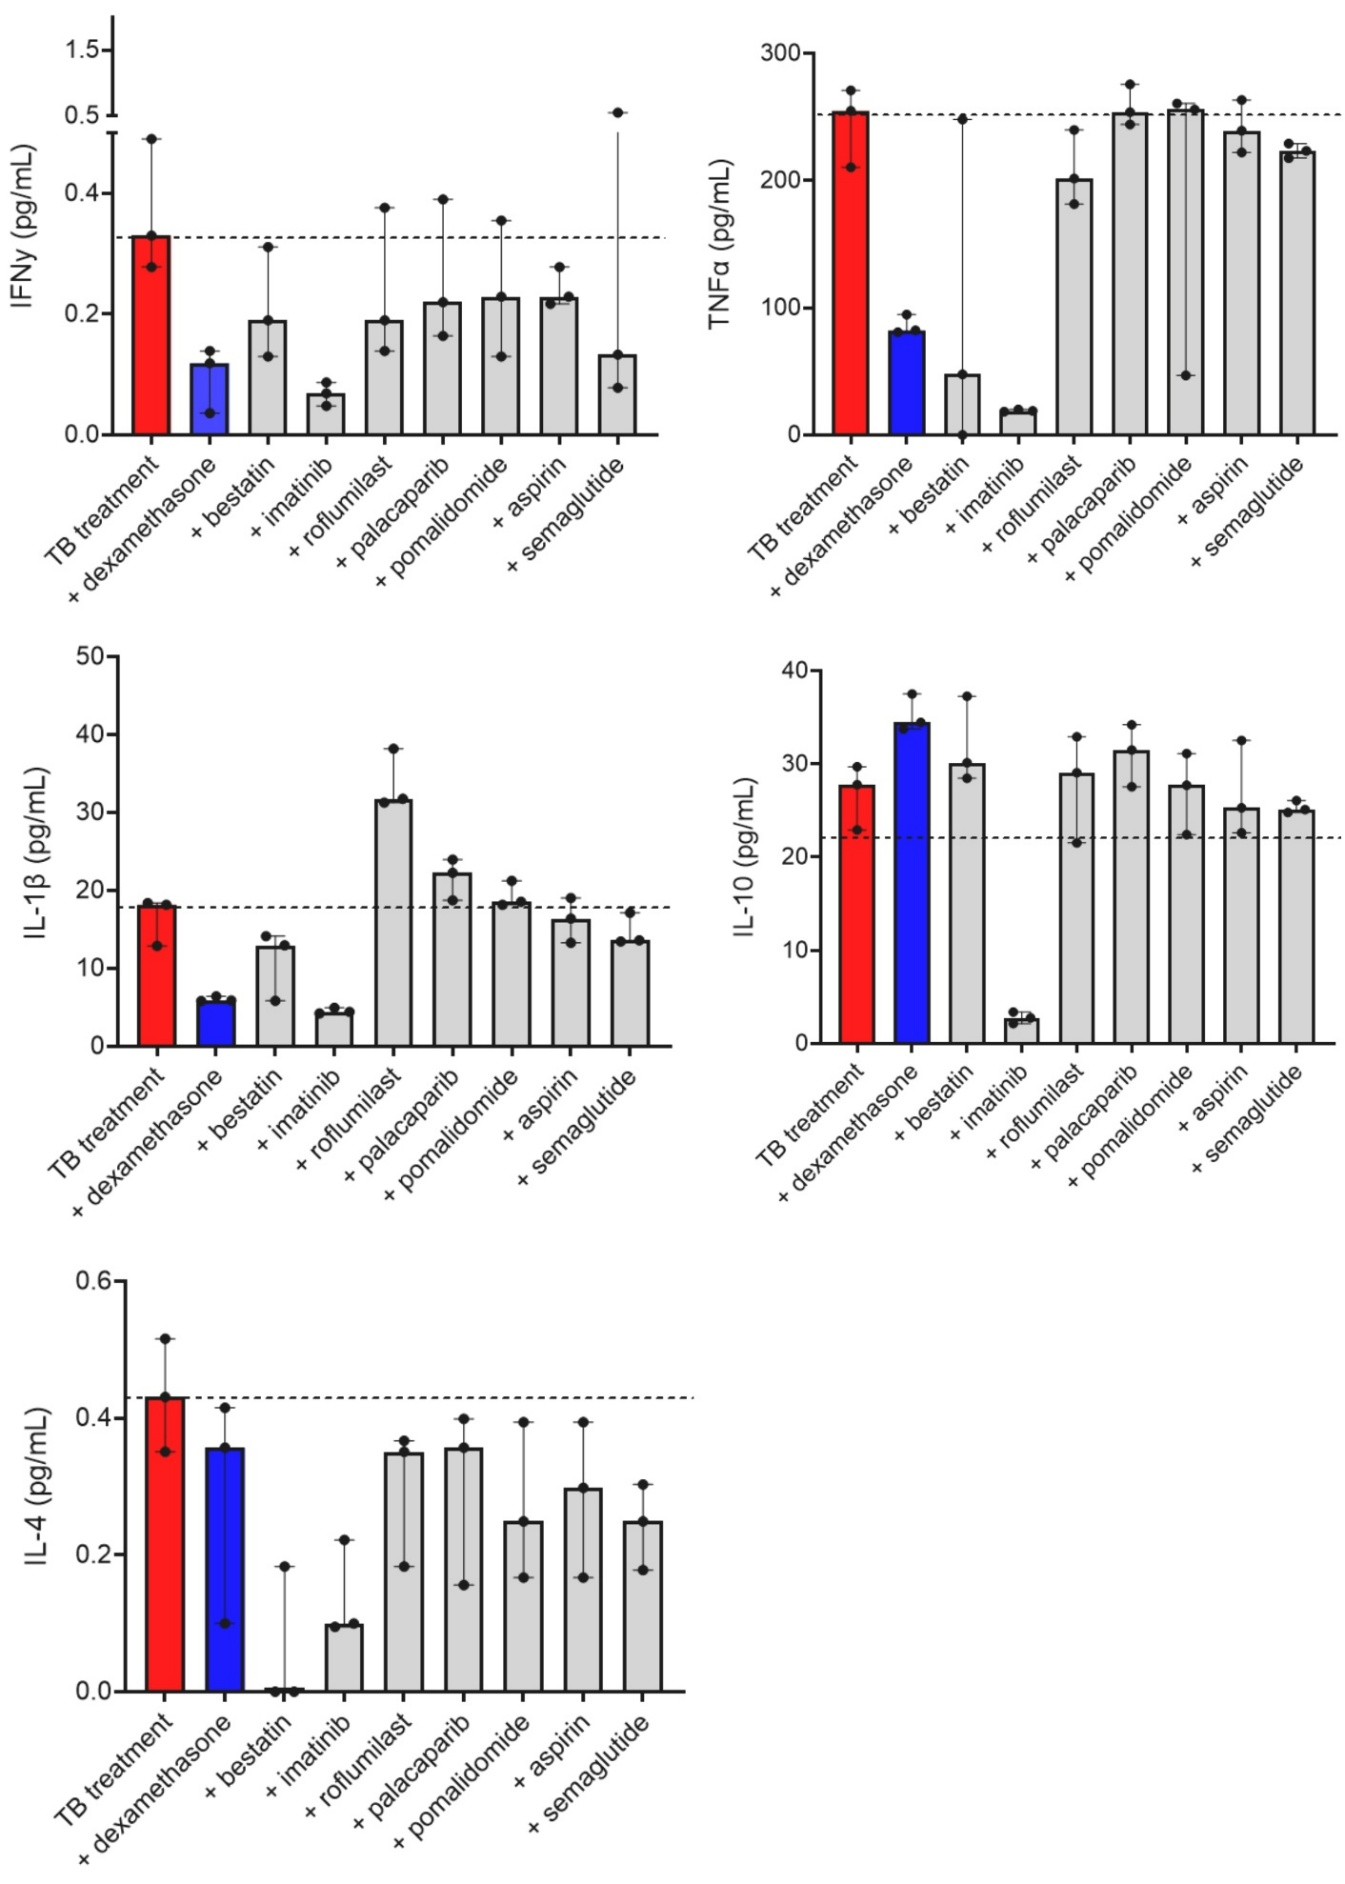 IFNy (pg/mL)
1.5
0.5
0.4
0.2
0.0
TB treatment
+ dexamethasone
+ bestatin
+ imatinib
+ roflumilast
+ palacaparib
+ pomalidomide
+ aspirin
+ semaglutide
TNFα (pg/mL)
300
200
100
0
TB treatment
+ dexamethasone
+ bestatin
+ imatinib
+ roflumilast
+ palacaparib
+ pomalidomide
+ aspirin
+ semaglutide
IL-1β (pg/mL)
50
40
30
20
10
0
TB treatment
+ dexamethasone
+ bestatin
+ imatinib
+ roflumilast
+ palacaparib
+ pomalidomide
+ aspirin
+ semaglutide
IL-10 (pg/mL)
40
30
20
10
0
TB treatment
+ dexamethasone
+ bestatin
+ imatinib
+ roflumilast
+ palacaparib
+ pomalidomide
+ aspirin
+ semaglutide
IL-4 (pg/mL)
0.6
0.4
0.2
0.0
TB treatment
+ dexamethasone
+ bestatin
+ imatinib
+ roflumilast
+ palacaparib
+ pomalidomide
+ aspirin
+ semaglutide